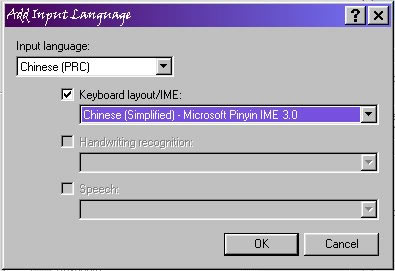 Add Input Language
Input language:
Chinese (PRC)
Keyboard layout/IME:
Chinese (Simplified) - Microsoft Pinyin IME 3.0
Handwriting recognition:
Speech:
OK Cancel